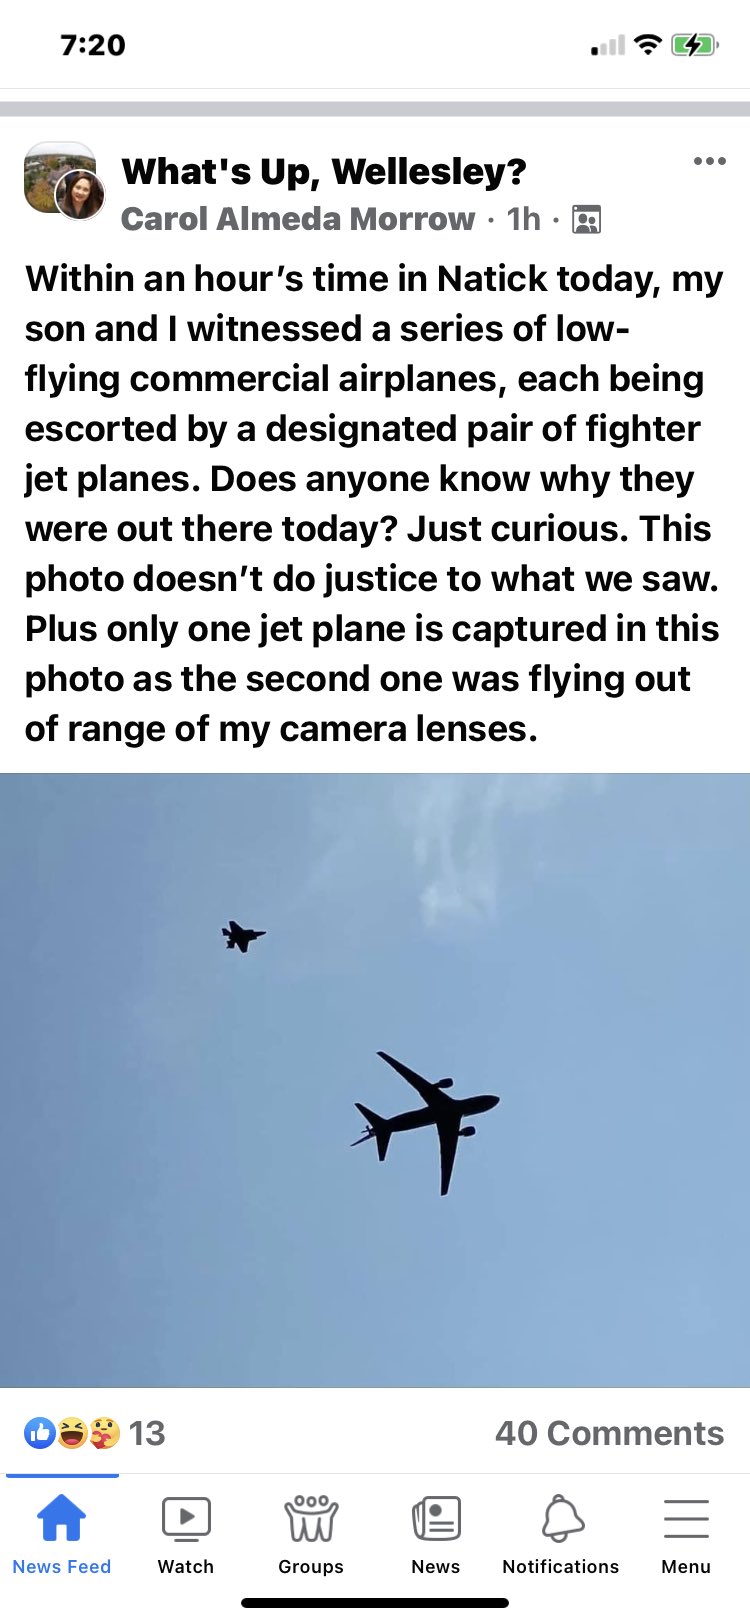 7:20
What's Up, Wellesley?
Carol Almeda Morrow · 1h ·
Within an hour’s time in Natick today, my
son and I witnessed a series of low-
flying commercial airplanes, each being
escorted by a designated pair of fighter
jet planes. Does anyone know why they
were out there today? Just curious. This
photo doesn’t do justice to what we saw.
Plus only one jet plane is captured in this
photo as the second one was flying out
of range of my camera lenses.
13
40 Comments
News Feed
Watch
Groups
News
Notifications
Menu